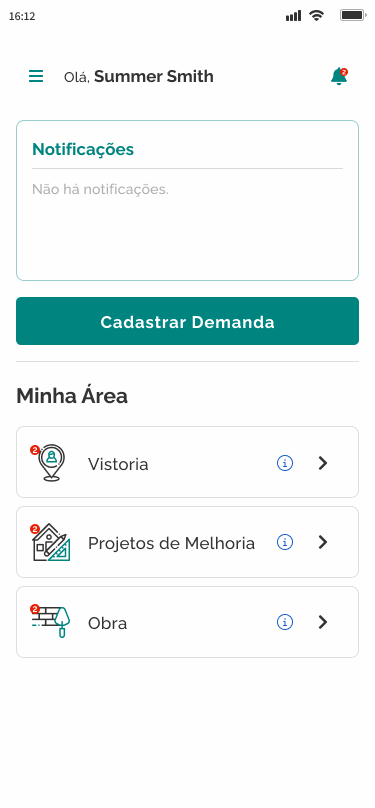 16:12
Olá, Summer Smith
2
Notificações
Não há notificações.
Cadastrar Demanda
Minha Área
2
Vistoria
i
2
Projetos de Melhoria
i
2
Obra
i